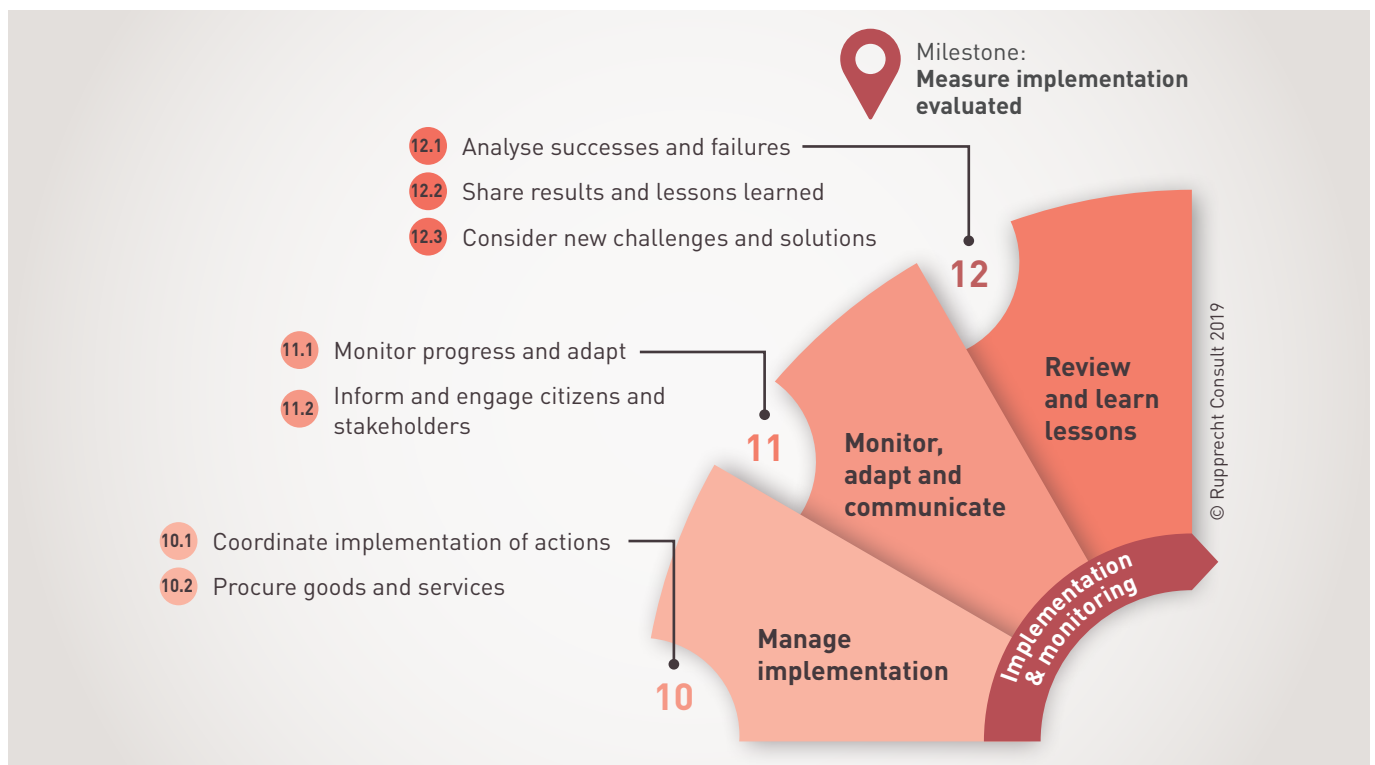 Milestone:
Measure implementation
evaluated
12.1 Analyse successes and failures
12.2 Share results and lessons learned
12.3 Consider new challenges and solutions
12
Review
and learn
lessons
11.1 Monitor progress and adapt
11.2 Inform and engage citizens and
stakeholders
11
Monitor,
adapt and
communicate
10.1 Coordinate implementation of actions
10.2 Procure goods and services
10
Manage
implementation
Implementation
& monitoring
© Rupprecht Consult 2019